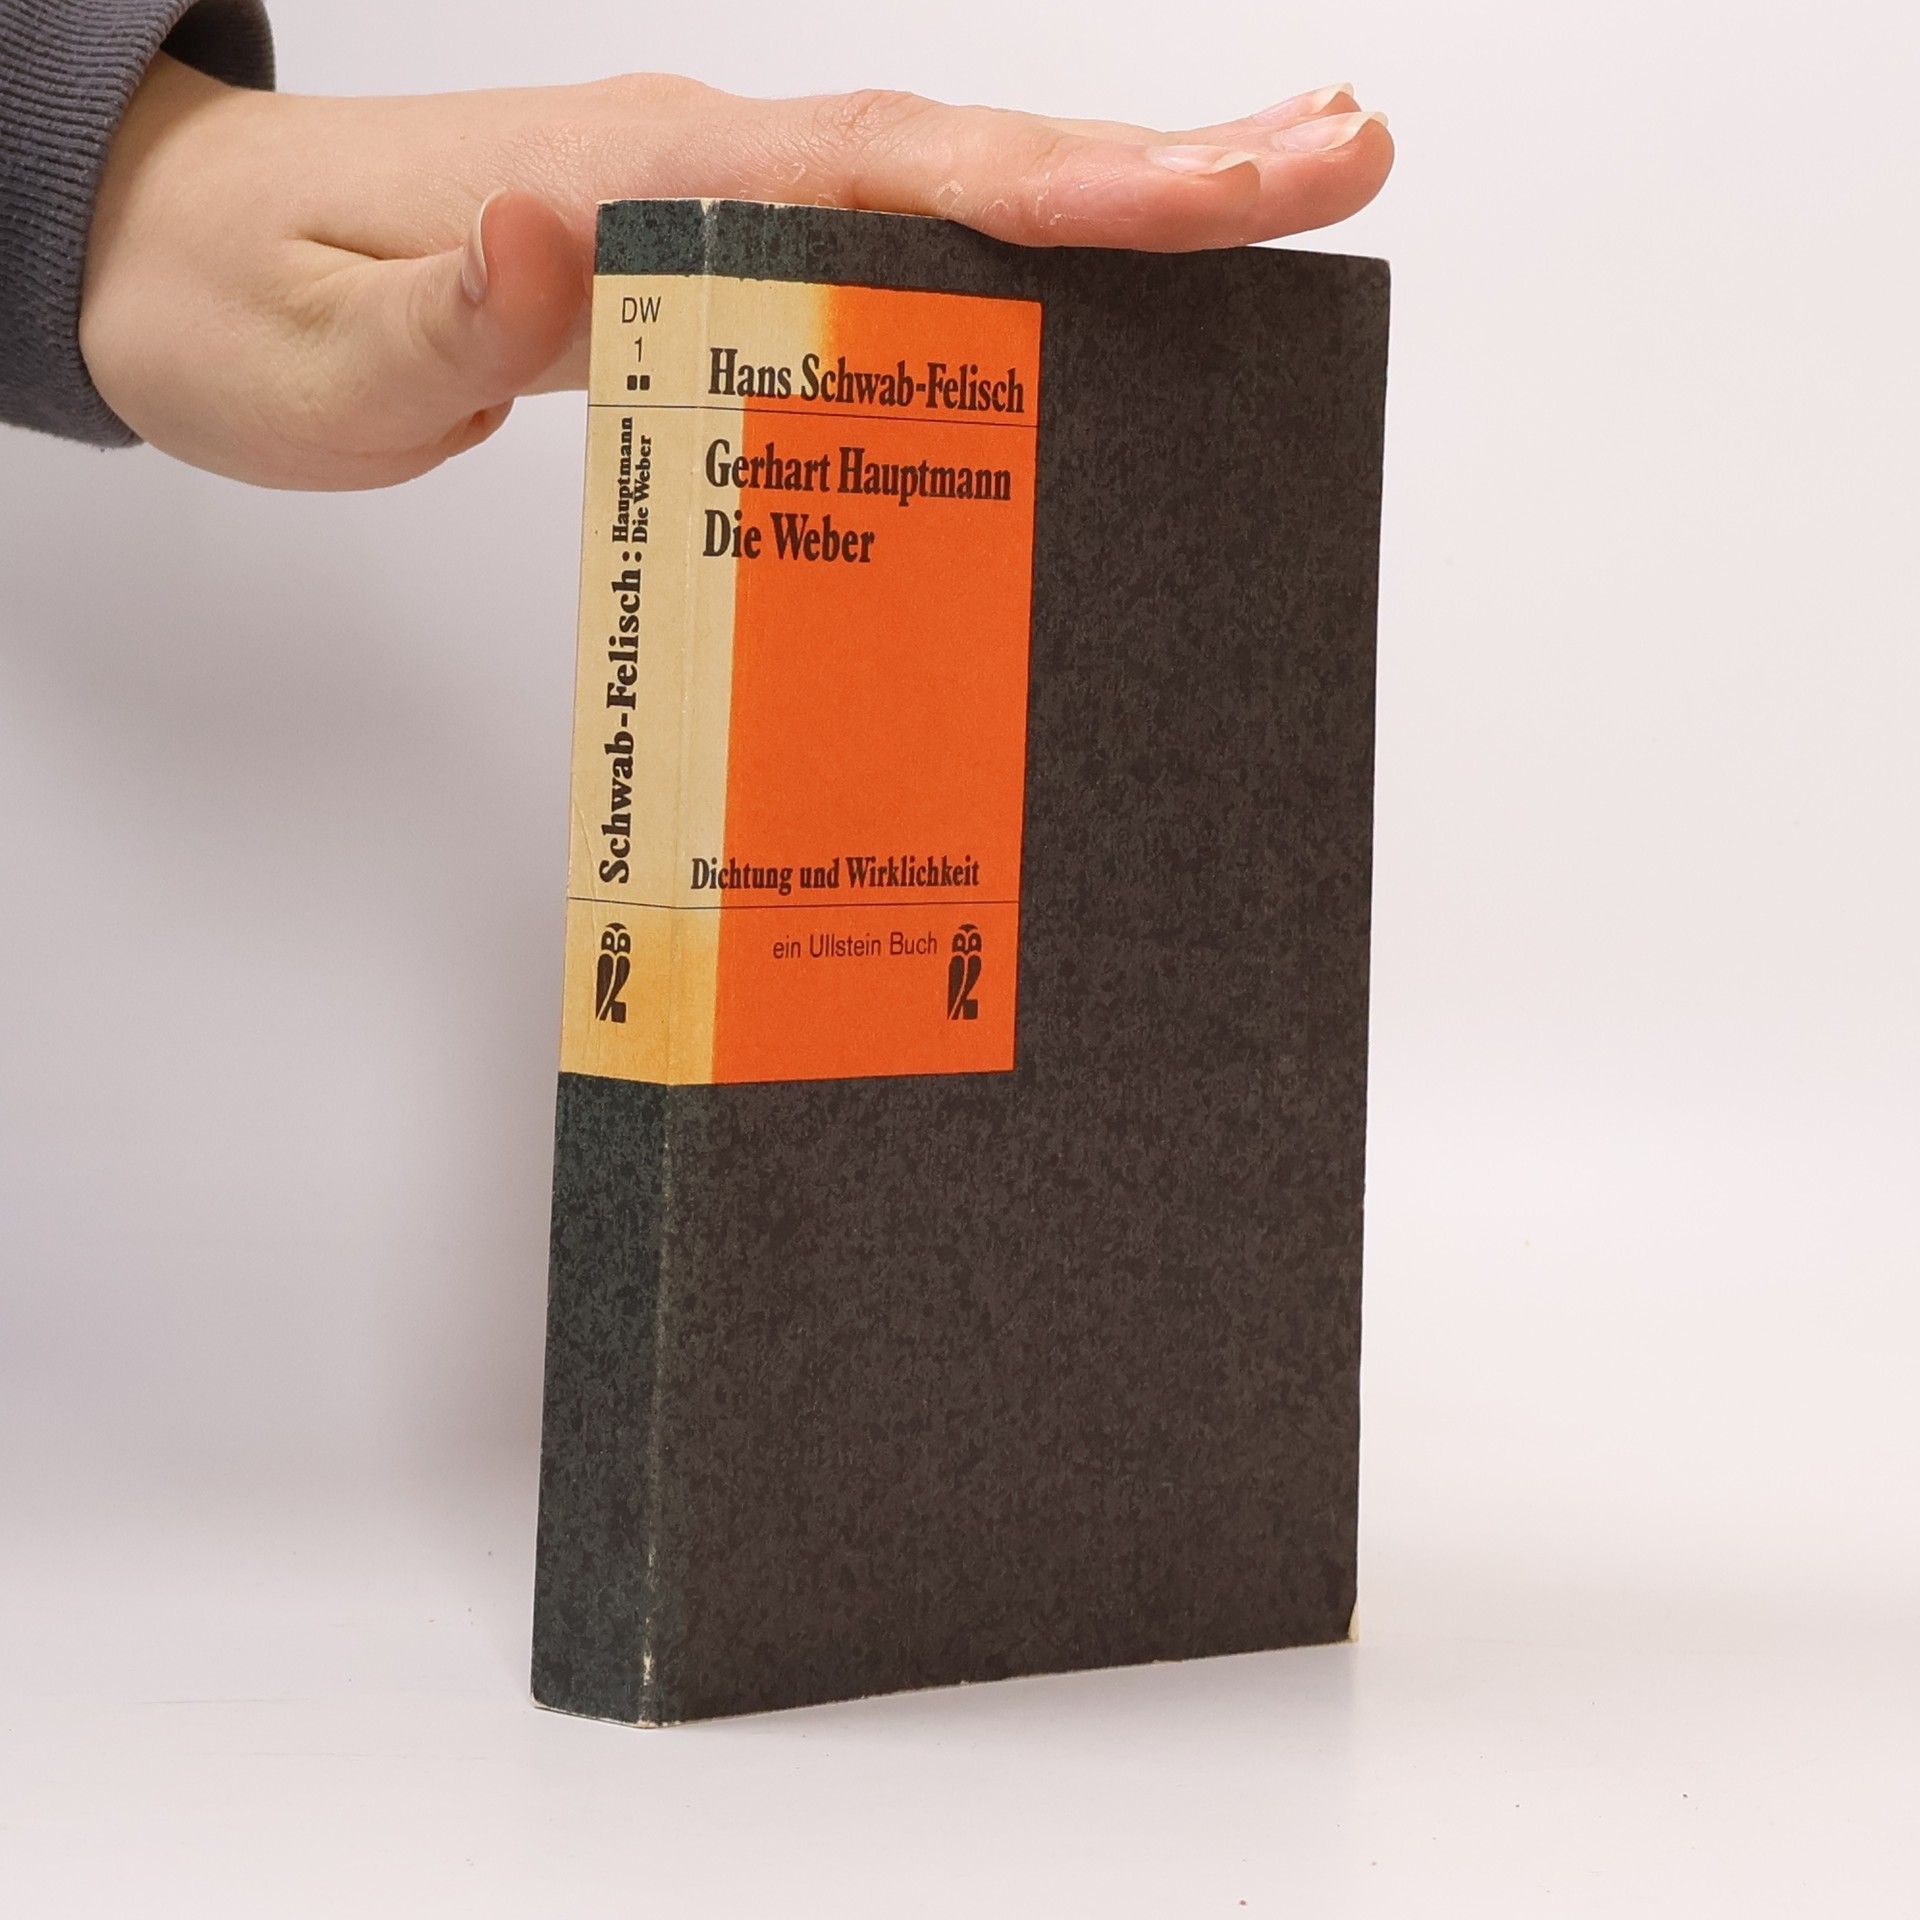 DW
1
Schwab-Felisch: Hauptmann
Die Weber
Hans Schwab-Felisch
Gerhart Hauptmann
Die Weber
Dichtung und Wirklichkeit
ein Ullstein Buch